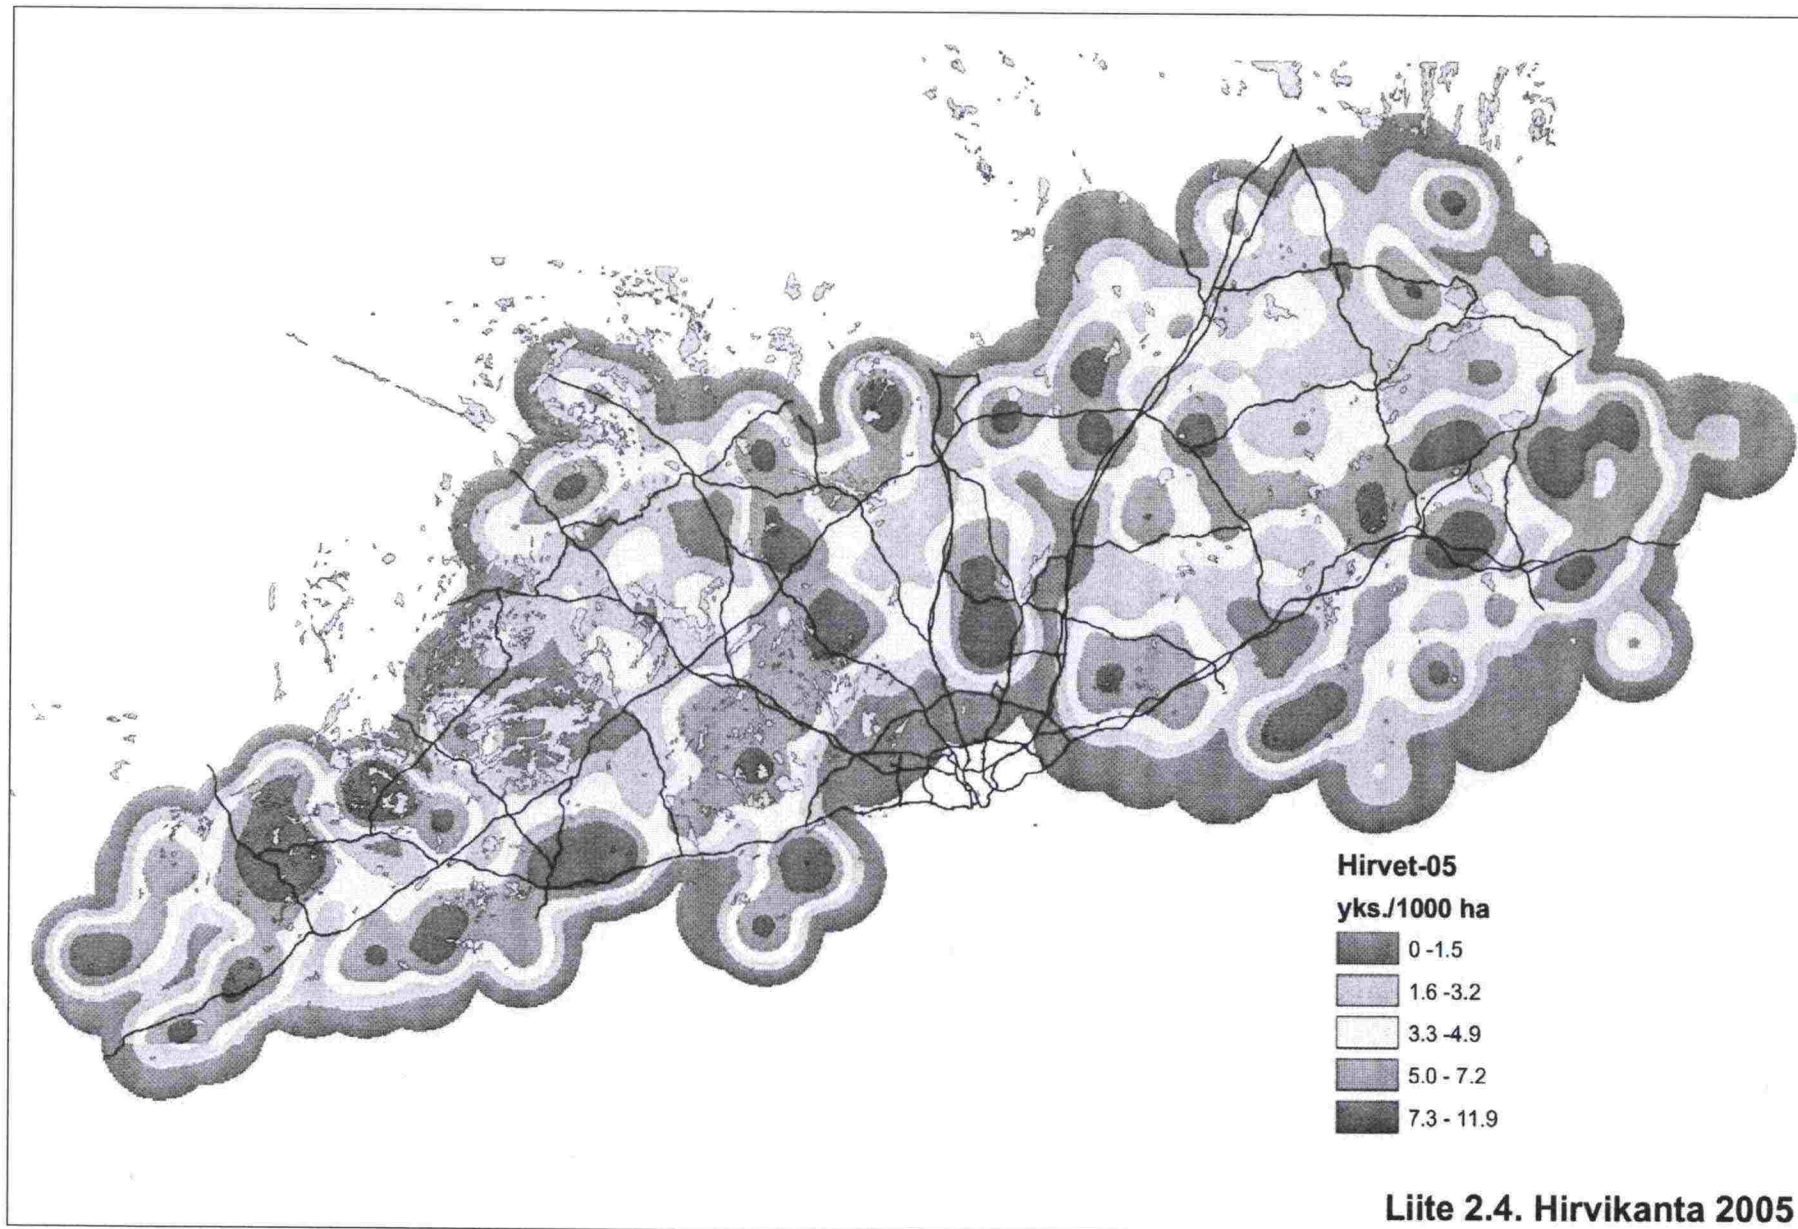 Hirvet-05
yks./1000 ha
0 -1.5
1.6 -3.2
3.3 -4.9
5.0 - 7.2
7.3 - 11.9
Liite 2.4. Hirvikanta 2005